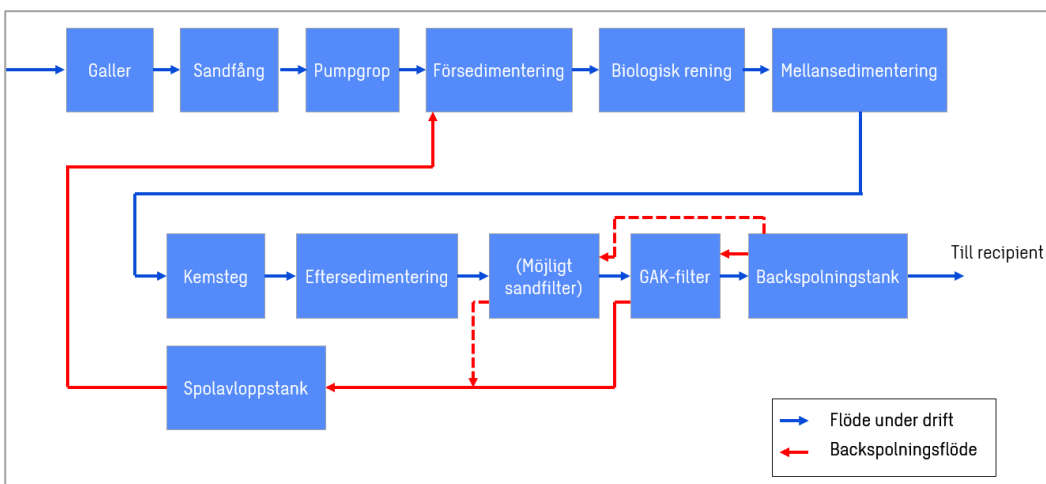 Galler
Sandfång
Pumpgrop
Försedimentering
Biologisk rening
Mellansedimentering
Kemsteg
Eftersedimentering
(Möjligt
sandfilter)
GAK-filter
Backspolningstank
Till recipient
Spolavloppstank
Flöde under drift
Backspolningsflöde